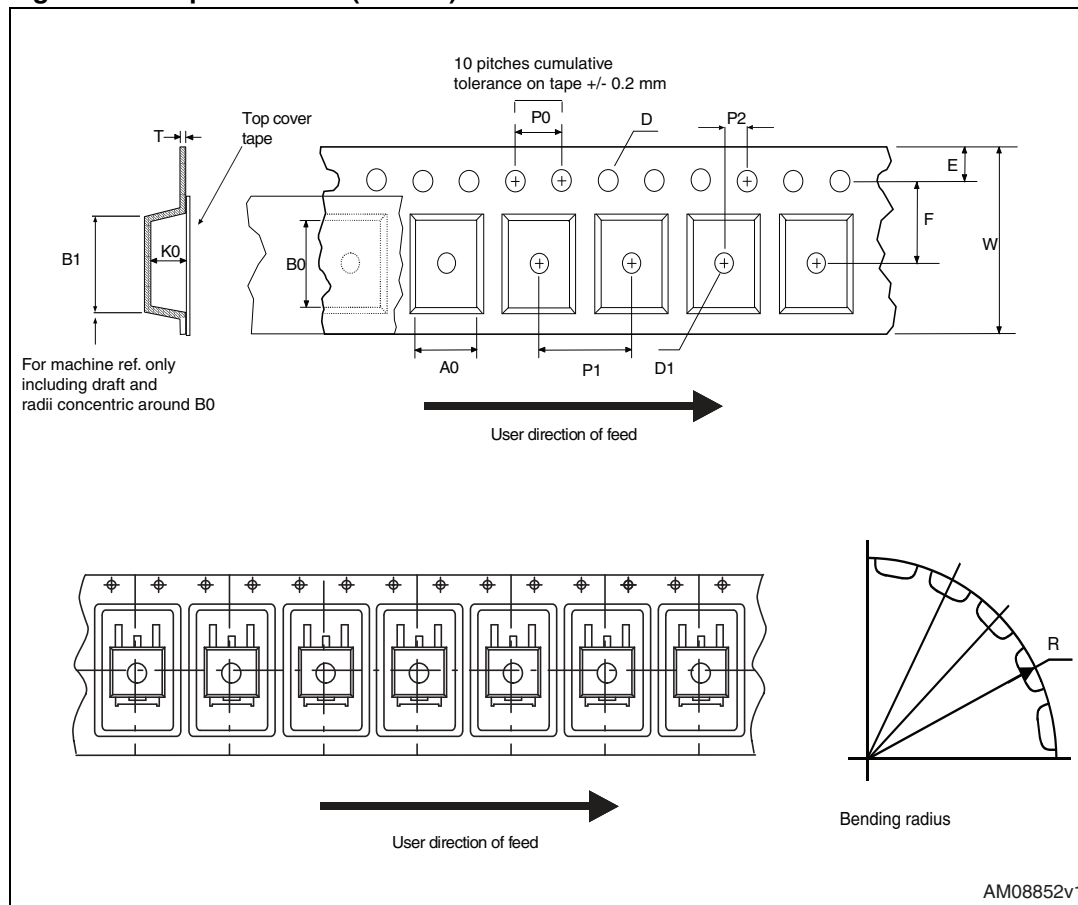 10 pitches cumulative
tolerance on tape +/- 0.2 mm
T
Top cover
tape
P0
D
P2
E
F
W
B1
K0
B0
For machine ref. only
including draft and
radii concentric around B0
A0
P1
D1
User direction of feed
R
Bending radius
User direction of feed
AM08852v1